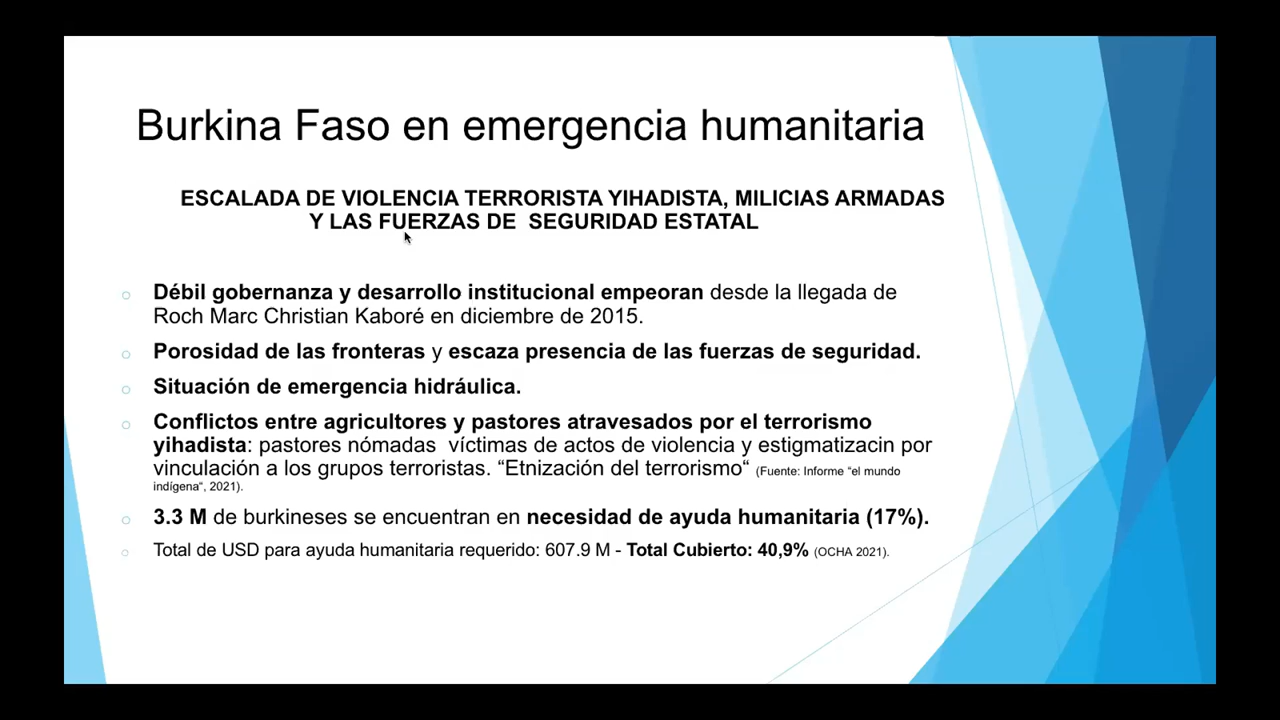 Burkina Faso en emergencia humanitaria
ESCALADA DE VIOLENCIA TERRORISTA YIHADISTA, MILICIAS ARMADAS
Y LAS FUERZAS DE  SEGURIDAD ESTATAL
Débil gobernanza y desarrollo institucional empeoran desde la llegada de
Roch Marc Christian Kaboré en diciembre de 2015.
Porosidad de las fronteras y escaza presencia de las fuerzas de seguridad.
Situación de emergencia hidráulica.
Conflictos entre agricultores y pastores atravesados por el terrorismo
yihadista: pastores nómadas  víctimas de actos de violencia y estigmatizacin por
vinculación a los grupos terroristas. “Etnización del terrorismo“ (Fuente: Informe “el mundo
indígena“, 2021).
3.3 M de burkineses se encuentran en necesidad de ayuda humanitaria (17%).
Total de USD para ayuda humanitaria requerido: 607.9 M - Total Cubierto: 40,9% (OCHA 2021).